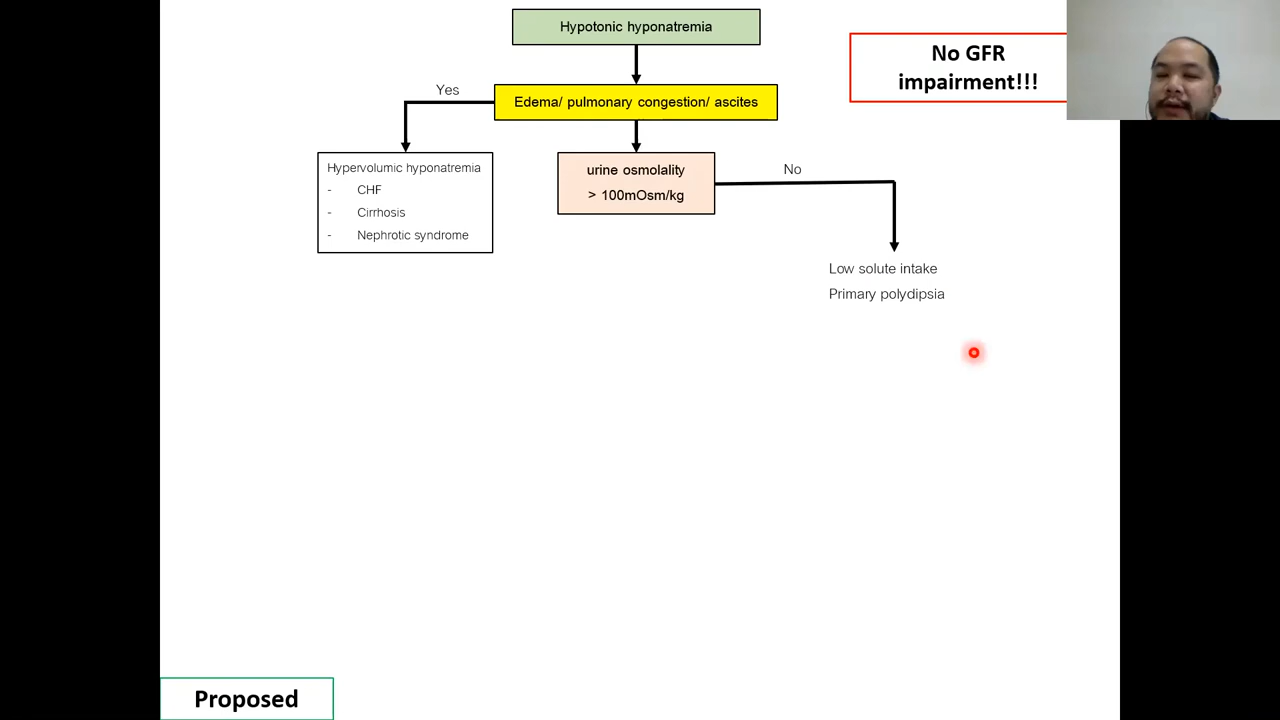 Hypotonic hyponatremia
No GFR
impairment!!!
Yes
Edema/ pulmonary congestion/ ascites
Hypervolumic hyponatremia
- CHF
- Cirrhosis
- Nephrotic syndrome
urine osmolality
> 100mOsm/kg
No
Low solute intake
Primary polydipsia
Proposed